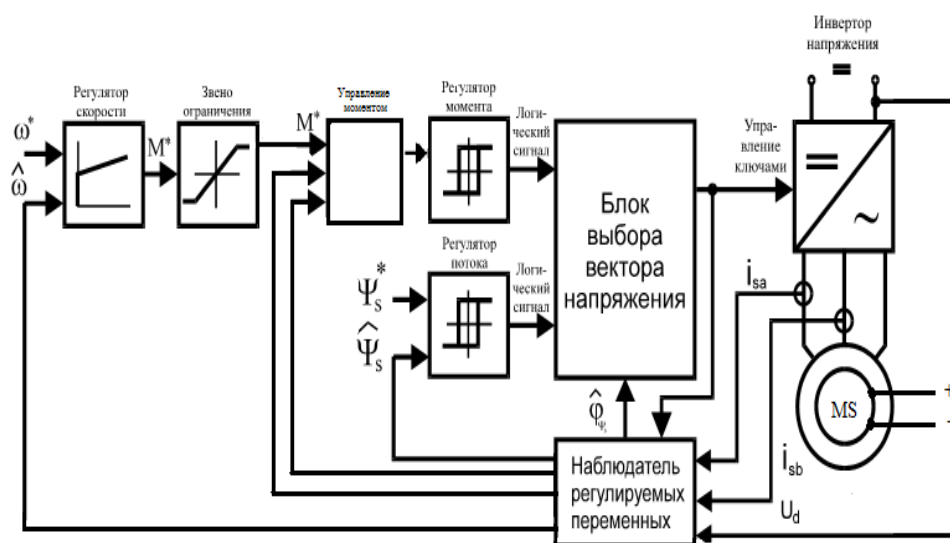 Инвертор
напряжения
=
Регулятор
скорости
Звено
ограничения
Управление
моментом
Регулятор
момента
Логи-
ческий
сигнал
Упра-
вление
ключами
ω*
ω̂
M*
M*
=
~
Блок
выбора
вектора
напряжения
Регулятор
потока
Логи-
ческий
сигнал
Ψs*
Ψ̂s
isa
φ̂Ψs
MS
+
-
isb
Ud
Наблюдатель
регулируемых
переменных